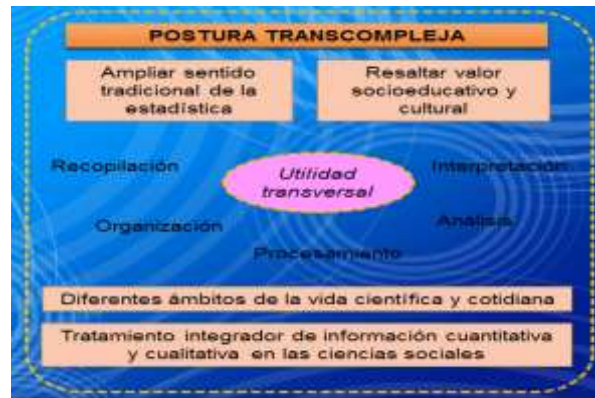 POSTURA TRANSCOMPLEJA
Ampliar sentido
tradicional de la
estadística
Resaltar valor
socioeducativo y
cultural
Recopilación
Utilidad
transversal
Interpretación
Organización
Análisis
Procesamiento
Diferentes ámbitos de la vida científica y cotidiana
Tratamiento integrador de información cuantitativa
y cualitativa en las ciencias sociales